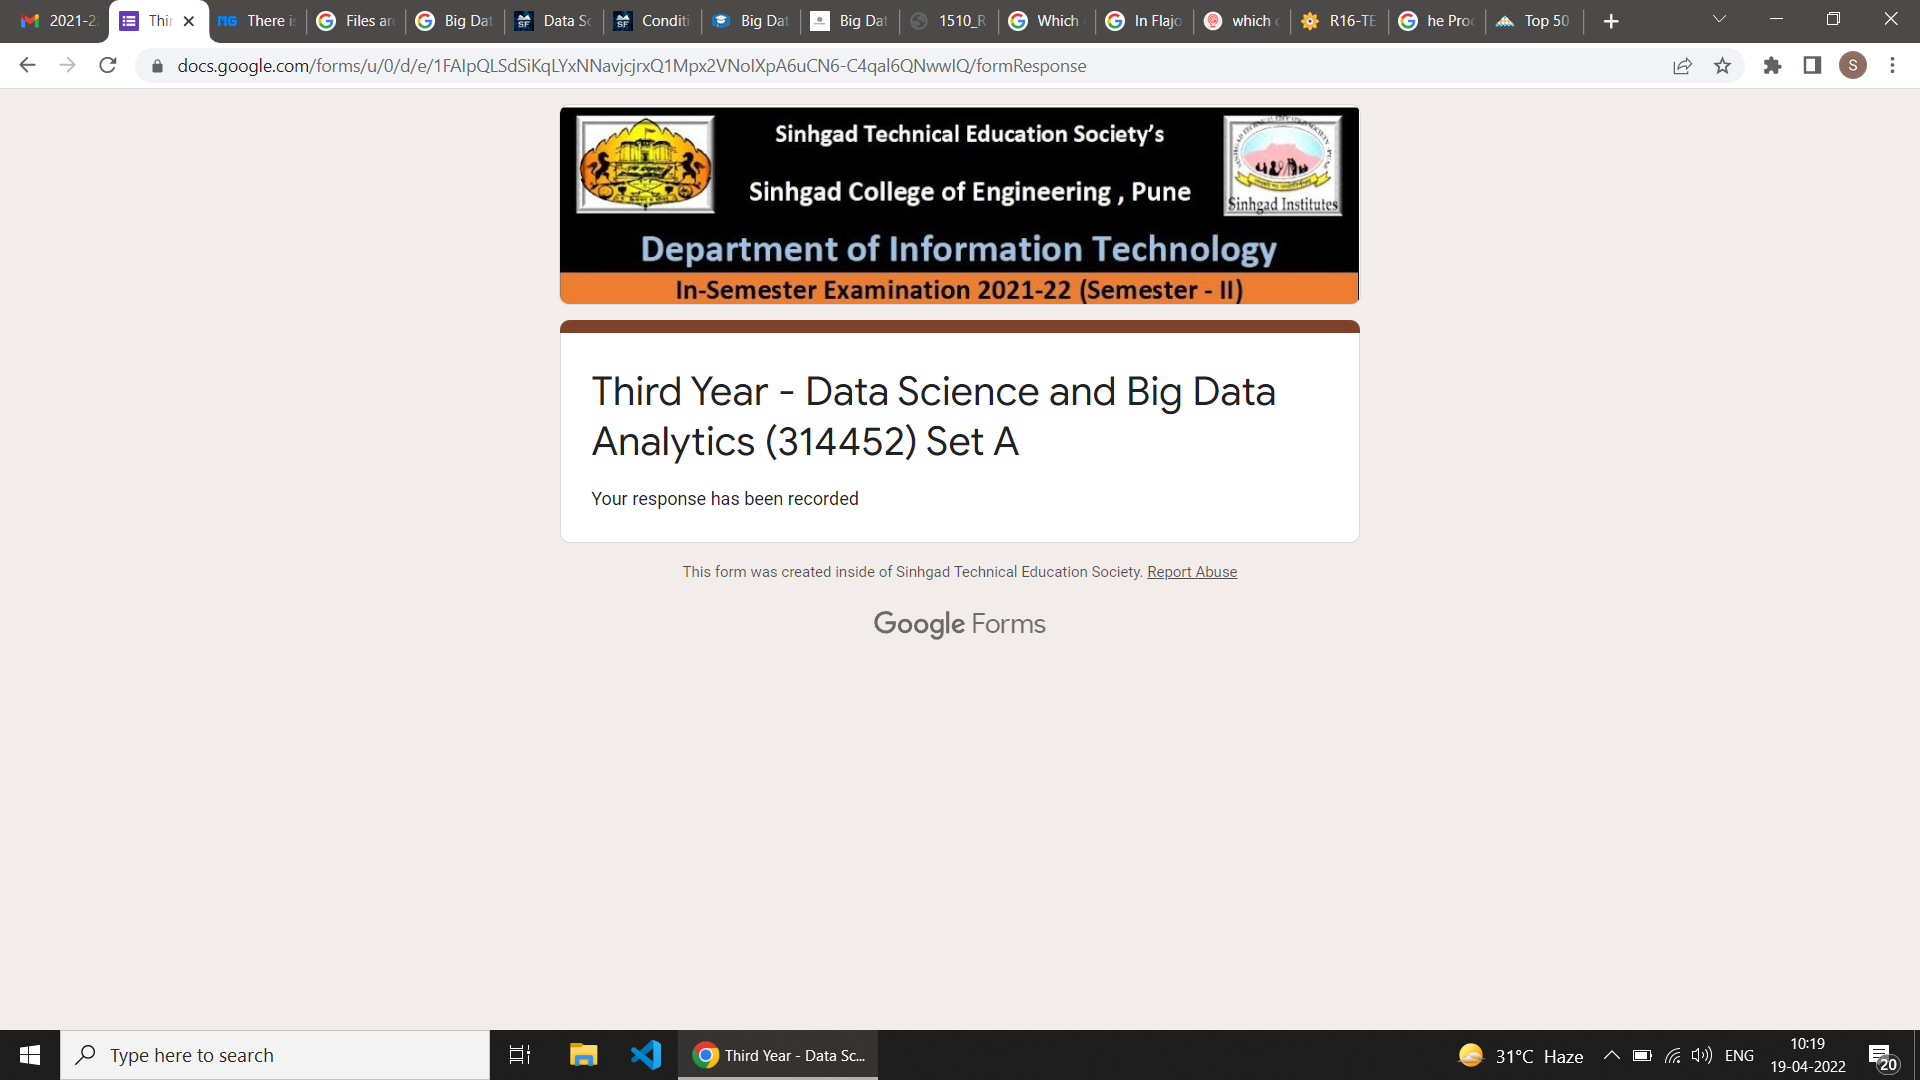 2021-2
Thi
There is
Files are
Big Dat
Data Sc
Conditi
Big Dat
Big Dat
1510_R
Which
In Flajo
which c
R16-TE
he Proc
Top 50
docs.google.com/forms/u/0/d/e/1FAIpQLSdSiKqLYxNNavjcjrxQ1Mpx2VNolXpA6uCN6-C4qal6QNwwlQ/formResponse
S
Sinhgad Technical Education Society's
Sinhgad College of Engineering , Pune
Sinhgad Institutes
Department of Information Technology
In-Semester Examination 2021-22 (Semester - II)
Third Year - Data Science and Big Data
Analytics (314452) Set A
Your response has been recorded
This form was created inside of Sinhgad Technical Education Society. Report Abuse
Google Forms
Type here to search
Third Year - Data Sc...
31°C Haze
ENG
10:19
19-04-2022
20